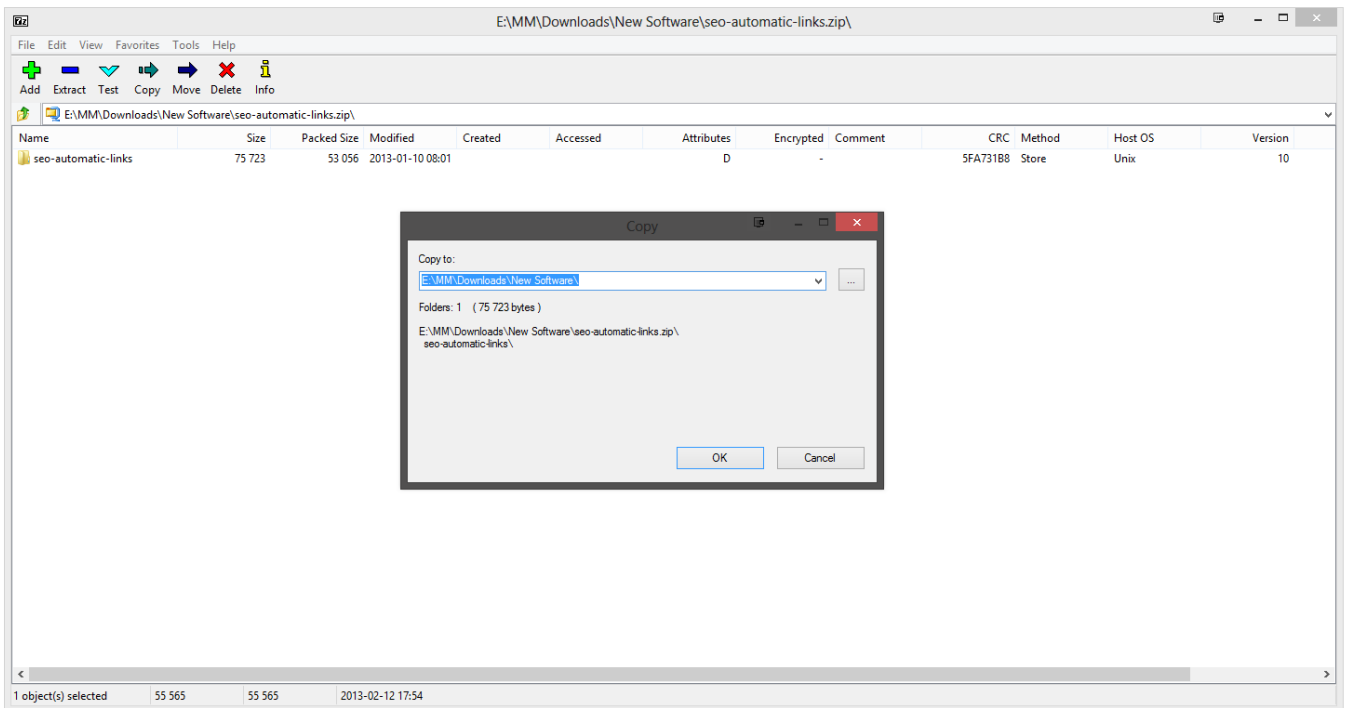 7z E:\MM\Downloads\New Software\seo-automatic-links.zip\
File Edit View Favorites Tools Help
Add Extract Test Copy Move Delete Info
E:\MM\Downloads\New Software\seo-automatic-links.zip\
Name Size Packed Size Modified Created Accessed Attributes Encrypted Comment CRC Method Host OS Version
seo-automatic-links 75 723 53 056 2013-01-10 08:01 D - 5FA731B8 Store Unix 10
Copy
Copy to:
E:\MM\Downloads\New Software\
...
Folders: 1 ( 75 723 bytes )
E:\MM\Downloads\New Software\seo-automatic-links.zip\
seo-automatic-links\
OK Cancel
1 object(s) selected 55 565 55 565 2013-02-12 17:54